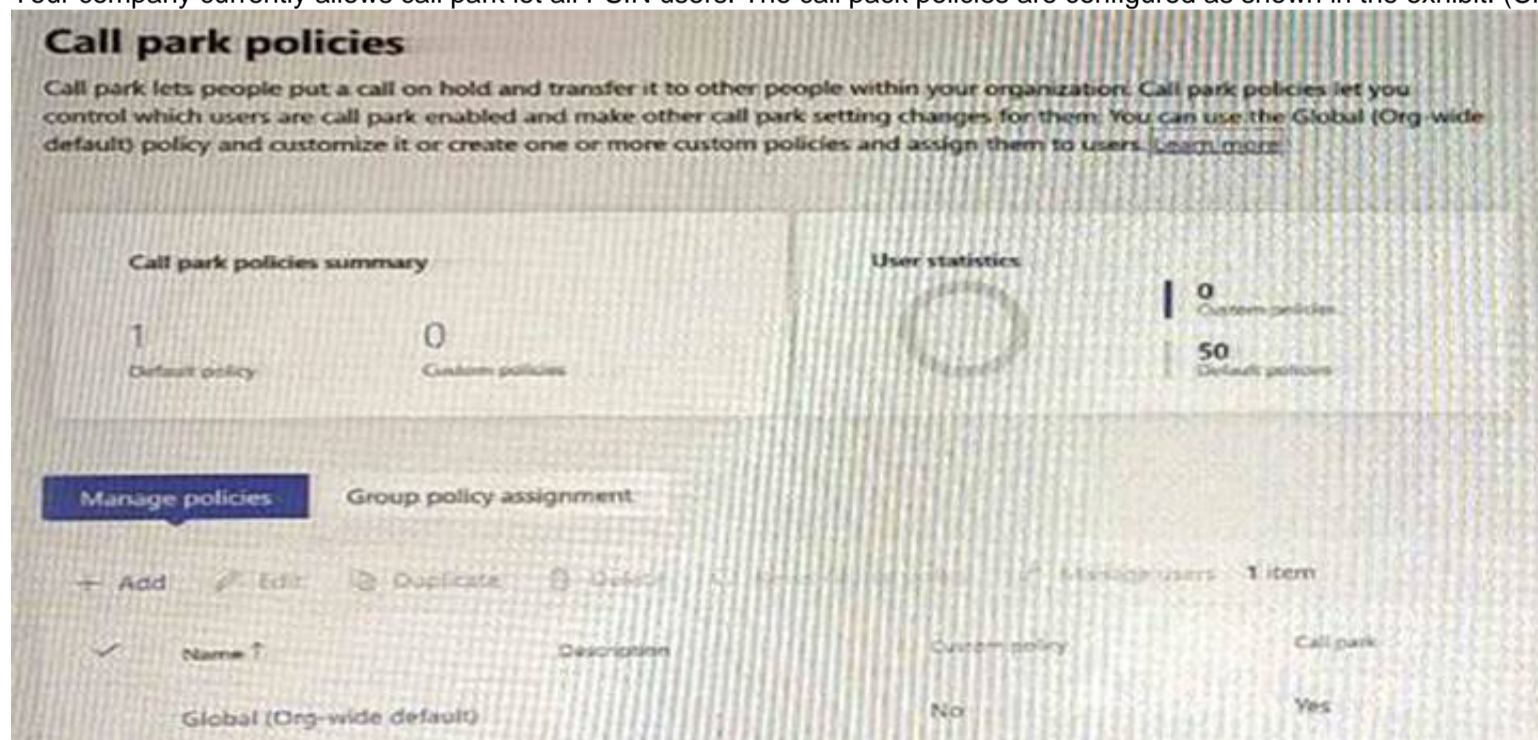 Your company currently allows call park let all PSIN users. The call pack policies are configured as shown in the exhibit.
Call park policies
Call park lets people put a call on hold and transfer it to other people within your organization. Call park policies let you
control which users are call park enabled and make other call park setting changes for them. You can use the Global (Org-wide
default) policy and customize it or create one or more custom policies and assign them to users. Learn more
Call park policies summary
User statistics
0
Custom policies
1
0
50
Default policy
Custom policies
Default policies
Manage policies
Group policy assignment
+ Add
Edit
Duplicate
Delete
Manage users
1 item
Name ↑
Description
Custom policy
Call park
Global (Org-wide default)
No
Yes